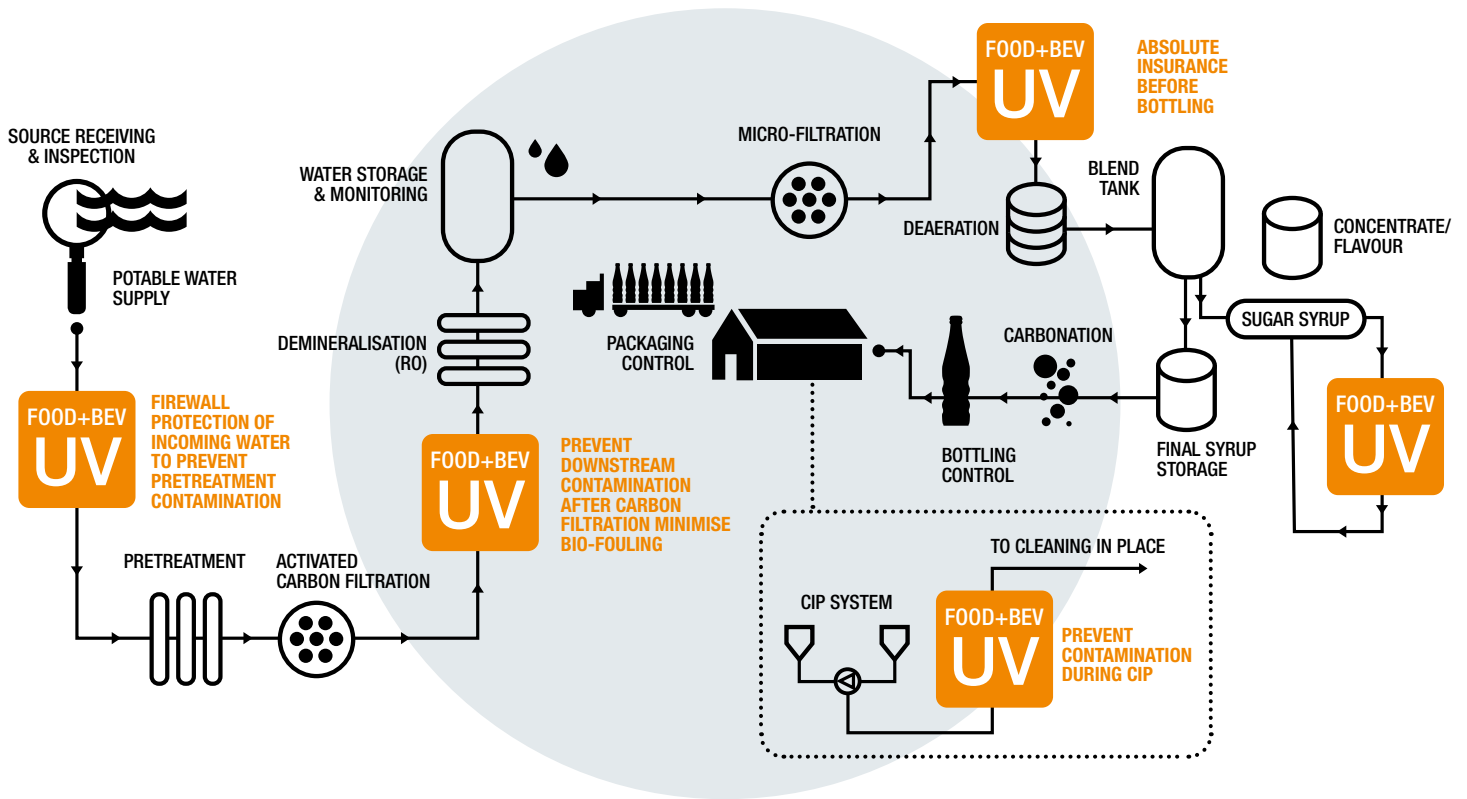 SOURCE RECEIVING
& INSPECTION
POTABLE WATER
SUPPLY
FOOD+BEV
UV
FIREWALL
PROTECTION OF
INCOMING WATER
TO PREVENT
PRETREATMENT
CONTAMINATION
PRETREATMENT
ACTIVATED
CARBON FILTRATION
FOOD+BEV
UV
PREVENT
DOWNSTREAM
CONTAMINATION
AFTER CARBON
FILTRATION MINIMISE
BIO-FOULING
DEMINERALISATION
(RO)
WATER STORAGE
& MONITORING
MICRO-FILTRATION
FOOD+BEV
UV
ABSOLUTE
INSURANCE
BEFORE
BOTTLING
DEAERATION
BLEND
TANK
CONCENTRATE/
FLAVOUR
SUGAR SYRUP
FOOD+BEV
UV
FINAL SYRUP
STORAGE
CARBONATION
BOTTLING
CONTROL
PACKAGING
CONTROL
TO CLEANING IN PLACE
CIP SYSTEM
FOOD+BEV
UV
PREVENT
CONTAMINATION
DURING CIP